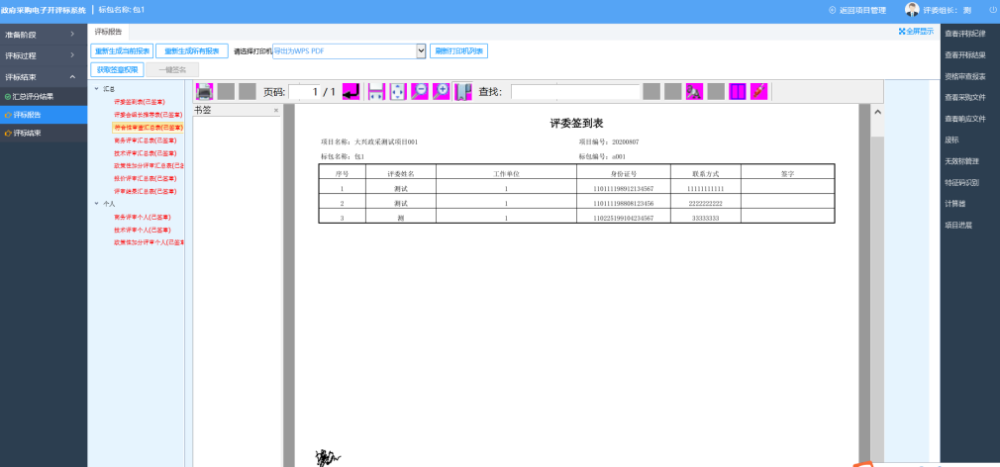 政府采购电子开评标系统 | 标包名称: 包1
返回项目管理 评委组长: 测
准备阶段
评标过程
评标结束
汇总评分结果
评标报告
评标结束
评标报告
全屏显示
重新生成当前报表 重新生成所有报表 请选择打印机 导出为WPS PDF 刷新打印机列表
获取签章权限 一键签名
汇总
评委签到表(已签章)
评委会组长推荐表(已签章)
符合性审查汇总表(已签章)
商务评审汇总表(已签章)
技术评审汇总表(已签章)
政策性加分评审汇总表(已签
报价评审汇总表(已签章)
评审结果汇总表(已签章)
个人
商务评审个人(已签章)
技术评审个人(已签章)
政策性加分评审个人(已签章
页码: 1 / 1 查找:
书签 ×
评委签到表
项目名称: 大兴政采测试项目001 项目编号: 20200807
标包名称: 包1 标包编号: a001
序号 评委姓名 工作单位 身份证号 联系方式 签字
1 测试 1 110111198912134567 11111111111
2 测试 1 110111198808123456 2222222222
3 测 1 110225199104234567 33333333
查看评标纪律
查看开标结果
资格审查报表
查看采购文件
查看响应文件
废标
无效标管理
特征码识别
计算器
项目进展